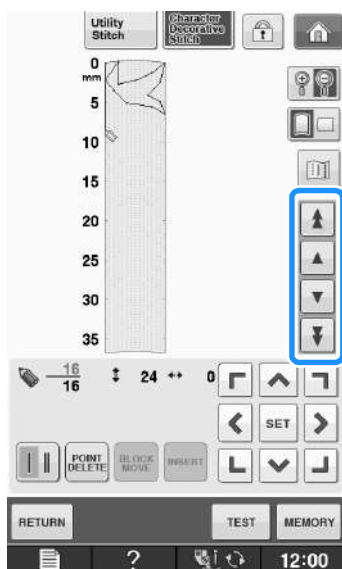 Utility
Stitch
Character
Decorative
Stitch
0
mm
5
10
15
20
25
30
35
16
16
24
0
SET
POINT
DELETE
BLOCK
MOVE
INSERT
RETURN
TEST
MEMORY
?
12:00